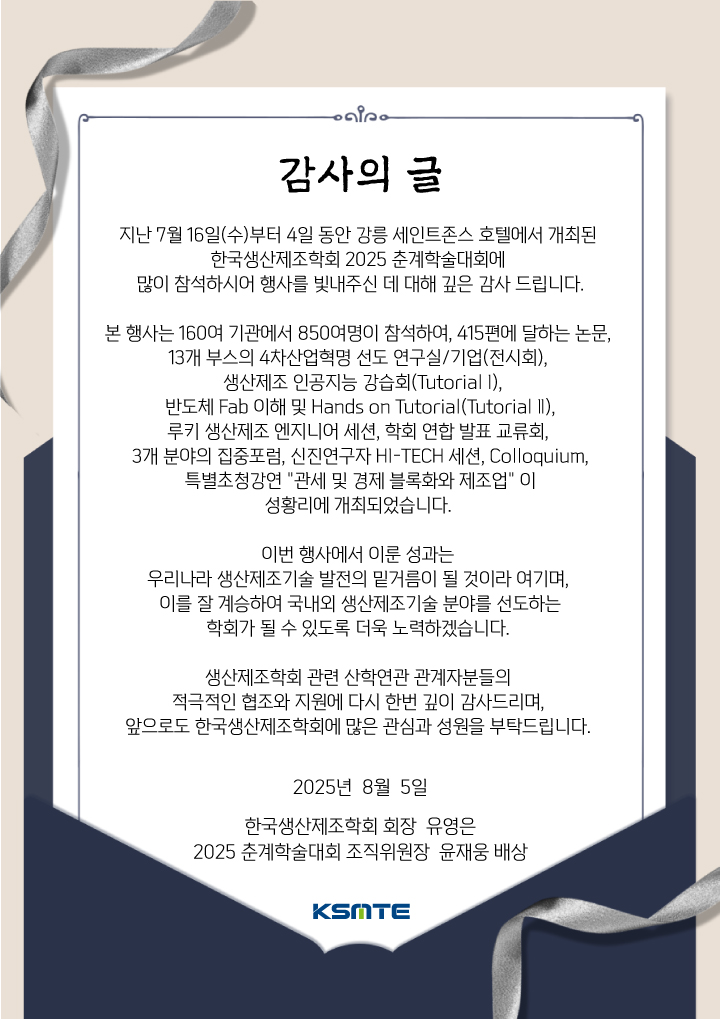 감사의 글
지난 7월 16일(수)부터 4일 동안 강릉 세인트존스 호텔에서 개최된
한국생산제조학회 2025 춘계학술대회에
많이 참석하시어 행사를 빛내주신 데 대해 깊은 감사 드립니다.
본 행사는 160여 기관에서 850여명이 참석하여, 415편에 달하는 논문,
13개 부스의 4차산업혁명 선도 연구실/기업(전시회),
생산제조 인공지능 강습회(Tutorial Ⅰ),
반도체 Fab 이해 및 Hands on Tutorial(Tutorial Ⅱ),
루키 생산제조 엔지니어 세션, 학회 연합 발표 교류회,
3개 분야의 집중포럼, 신진연구자 HI-TECH 세션, Colloquium,
특별초청강연 "관세 및 경제 블록화와 제조업" 이
성황리에 개최되었습니다.
이번 행사에서 이룬 성과는
우리나라 생산제조기술 발전의 밑거름이 될 것이라 여기며,
이를 잘 계승하여 국내외 생산제조기술 분야를 선도하는
학회가 될 수 있도록 더욱 노력하겠습니다.
생산제조학회 관련 산학연관 관계자분들의
적극적인 협조와 지원에 다시 한번 깊이 감사드리며,
앞으로도 한국생산제조학회에 많은 관심과 성원을 부탁드립니다.
2025년 8월 5일
한국생산제조학회 회장 유영은
2025 춘계학술대회 조직위원장 윤재웅 배상
KSMTE